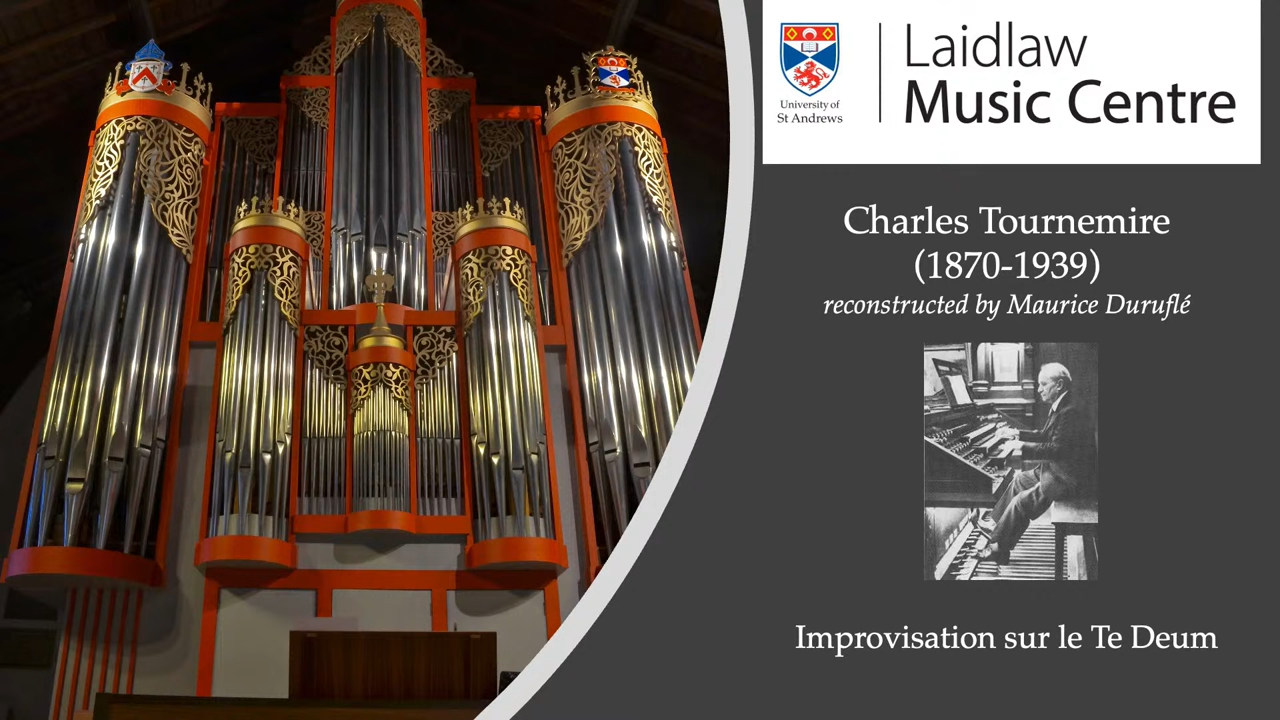 University of
St Andrews
Laidlaw
Music Centre
Charles Tournemire
(1870-1939)
reconstructed by Maurice Duruflé
Improvisation sur le Te Deum